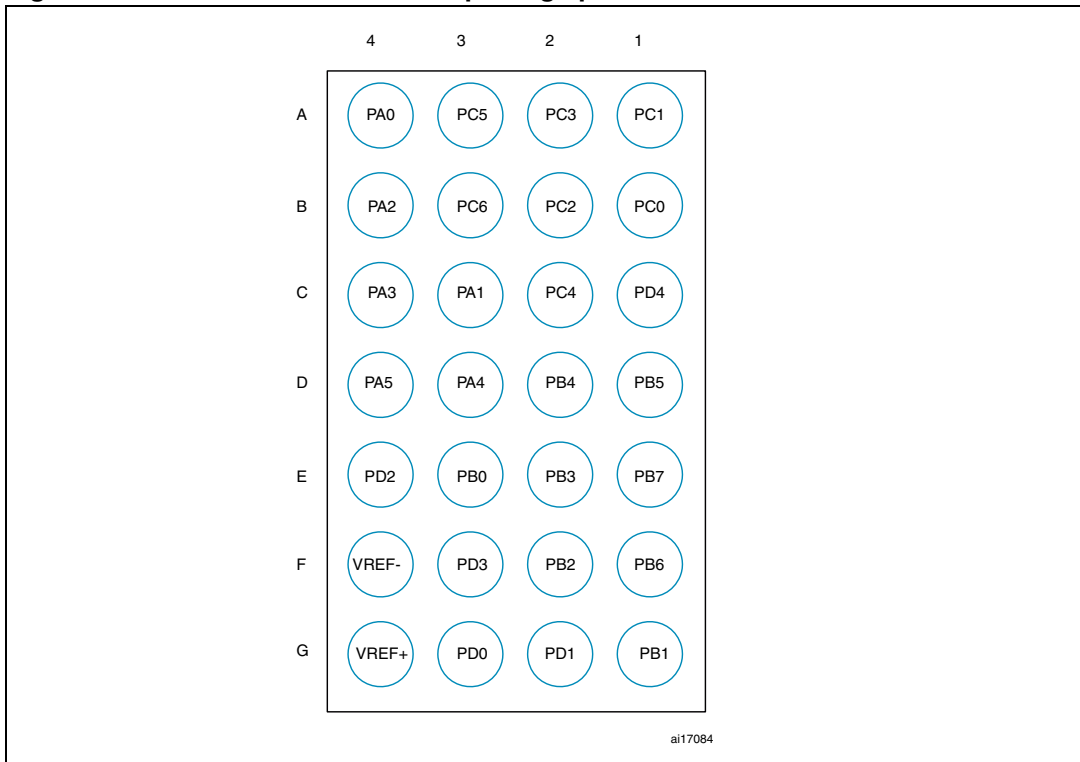 4 3 2 1
A PA0 PC5 PC3 PC1
B PA2 PC6 PC2 PC0
C PA3 PA1 PC4 PD4
D PA5 PA4 PB4 PB5
E PD2 PB0 PB3 PB7
F VREF- PD3 PB2 PB6
G VREF+ PD0 PD1 PB1
ai17084